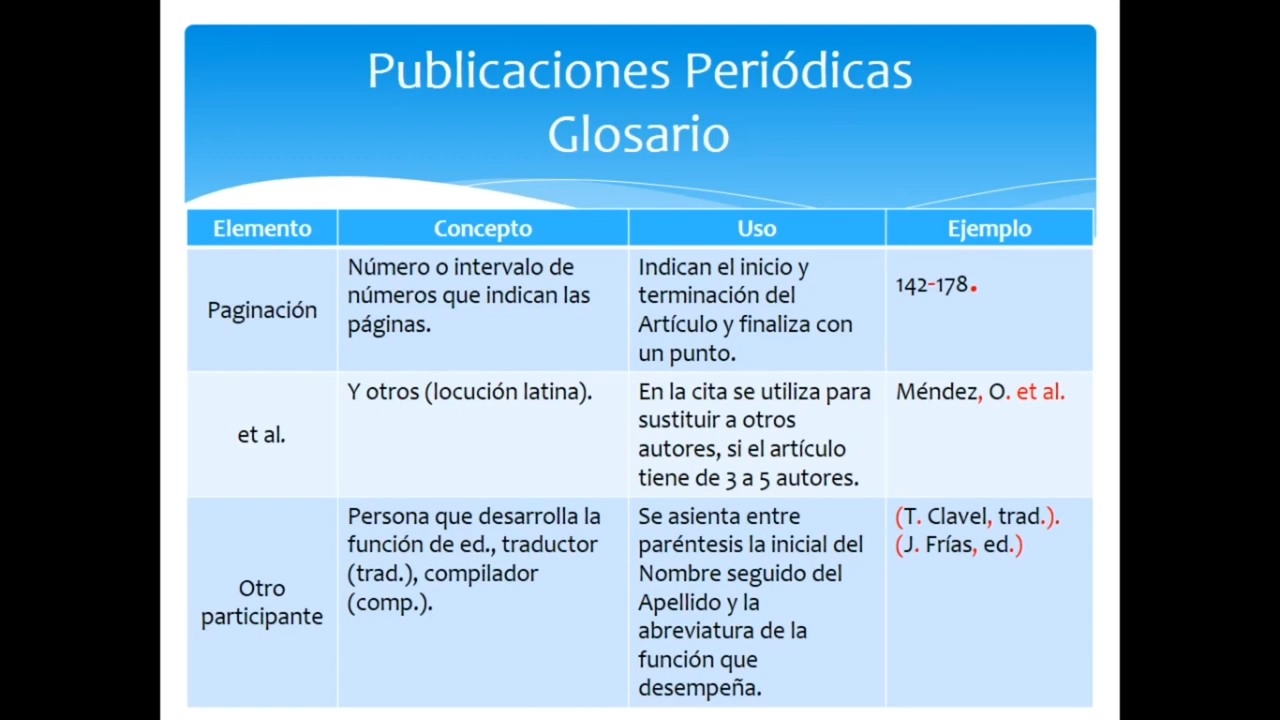 Publicaciones Periódicas
Glosario
Elemento
Concepto
Uso
Ejemplo
Paginación
Número o intervalo de
números que indican las
páginas.
Indican el inicio y
terminación del
Artículo y finaliza con
un punto.
142-178.
et al.
Y otros (locución latina).
En la cita se utiliza para
sustituir a otros
autores, si el artículo
tiene de 3 a 5 autores.
Méndez, O. et al.
Otro
participante
Persona que desarrolla la
función de ed., traductor
(trad.), compilador
(comp.).
Se asienta entre
paréntesis la inicial del
Nombre seguido del
Apellido y la
abreviatura de la
función que
desempeña.
(T. Clavel, trad.).
(J. Frías, ed.)